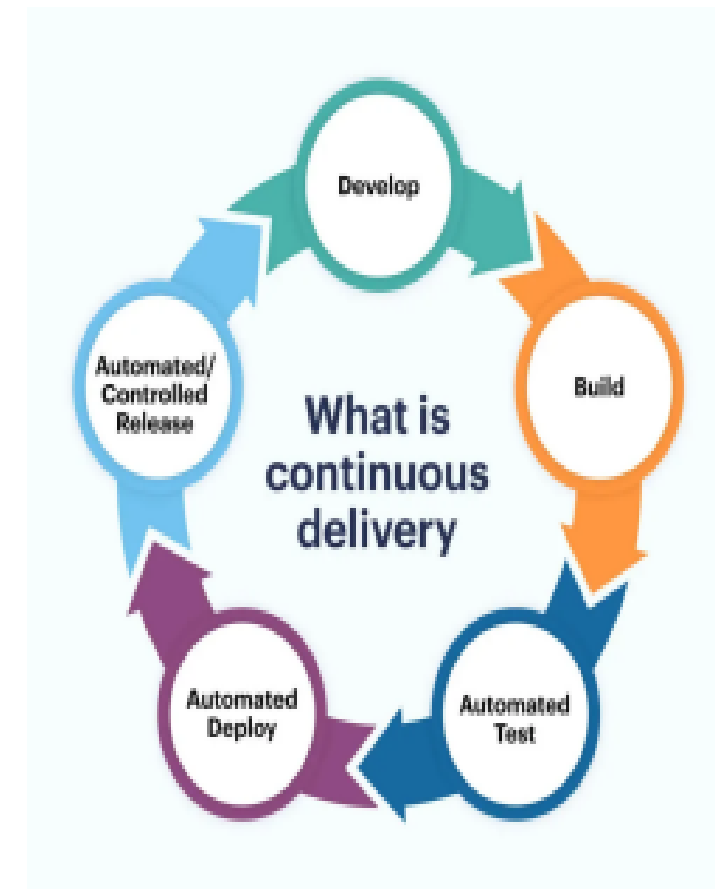 Develop
Build
Automated
Test
Automated
Deploy
Automated/
Controlled
Release
What is
continuous
delivery